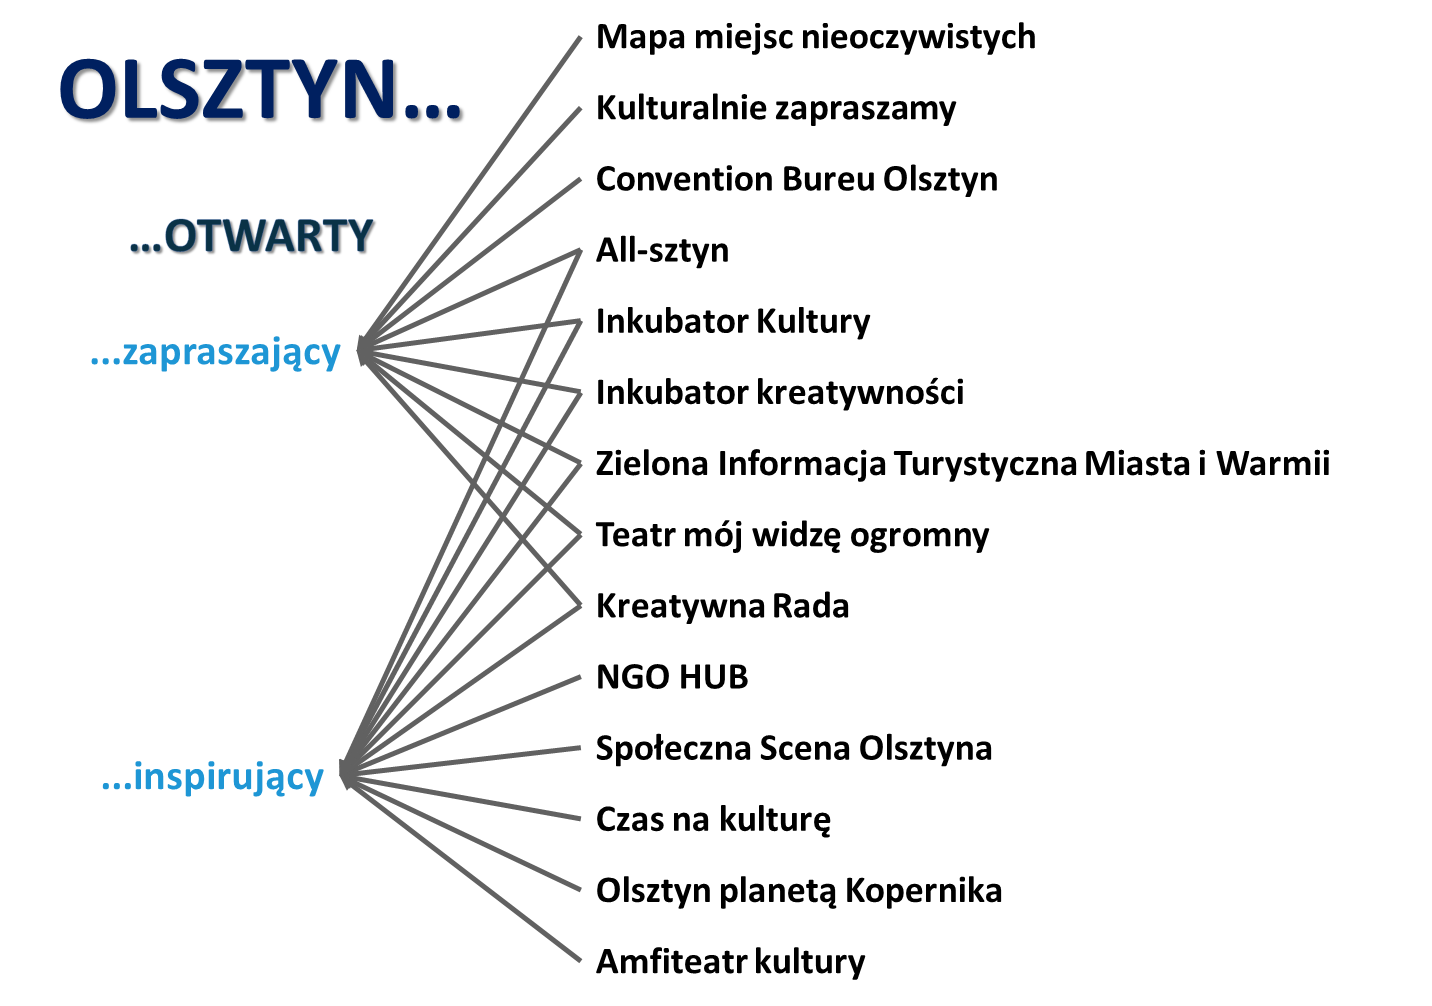 OLSZTYN...
...OTWARTY
...zapraszający
...inspirujący
Mapa miejsc nieoczywistych
Kulturalnie zapraszamy
Convention Bureu Olsztyn
All-sztyn
Inkubator Kultury
Inkubator kreatywności
Zielona Informacja Turystyczna Miasta i Warmii
Teatr mój widzę ogromny
Kreatywna Rada
NGO HUB
Społeczna Scena Olsztyna
Czas na kulturę
Olsztyn planetą Kopernika
Amfiteatr kultury